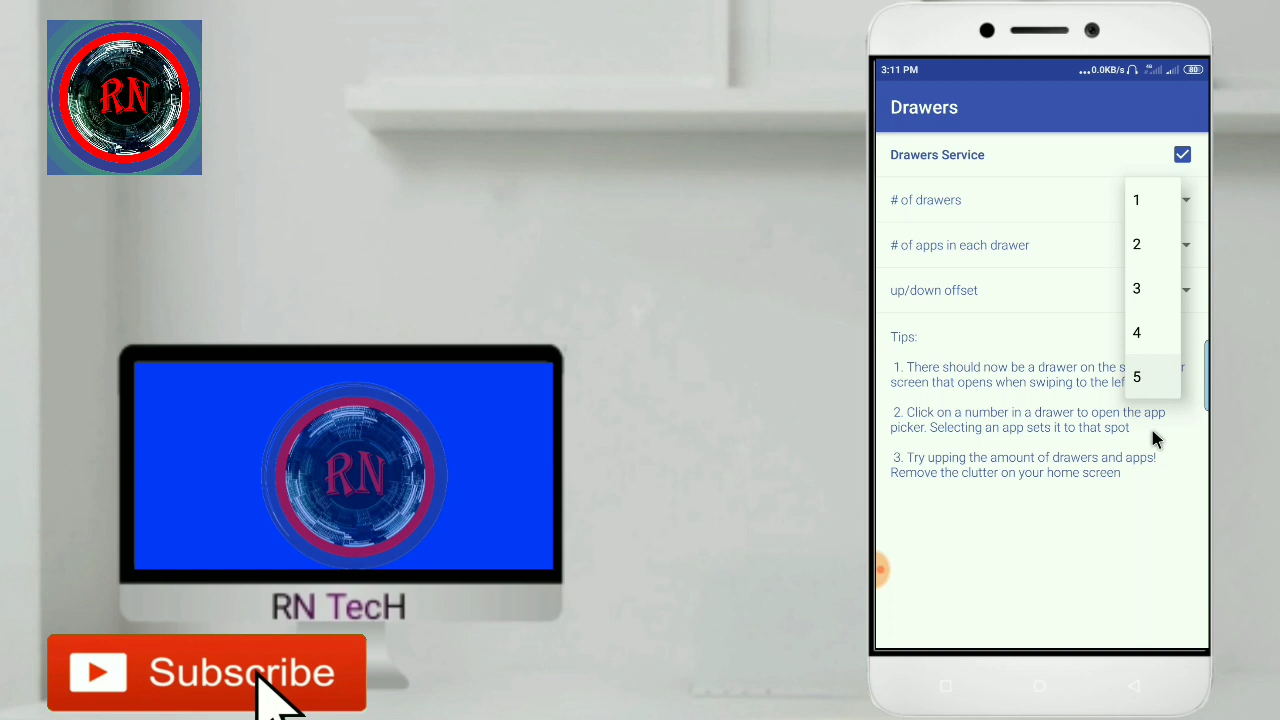 RN
3:11 PM
...0.0KB/s 4G 80
Drawers
Drawers Service
# of drawers
1
2
# of apps in each drawer
3
up/down offset
4
Tips:
5
1. There should now be a drawer on the s r
screen that opens when swiping to the lef
2. Click on a number in a drawer to open the app
picker. Selecting an app sets it to that spot
3. Try upping the amount of drawers and apps!
Remove the clutter on your home screen
RN
RN TecH
Subscribe